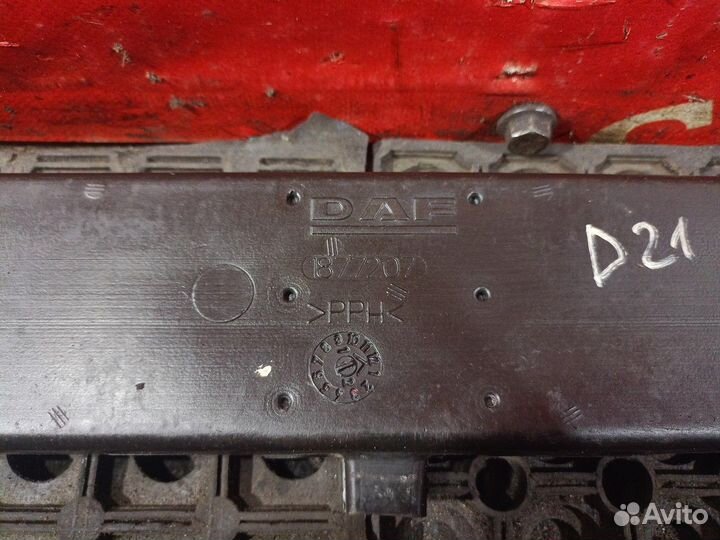 DAF
1877207
>PPH<
D21
Avito